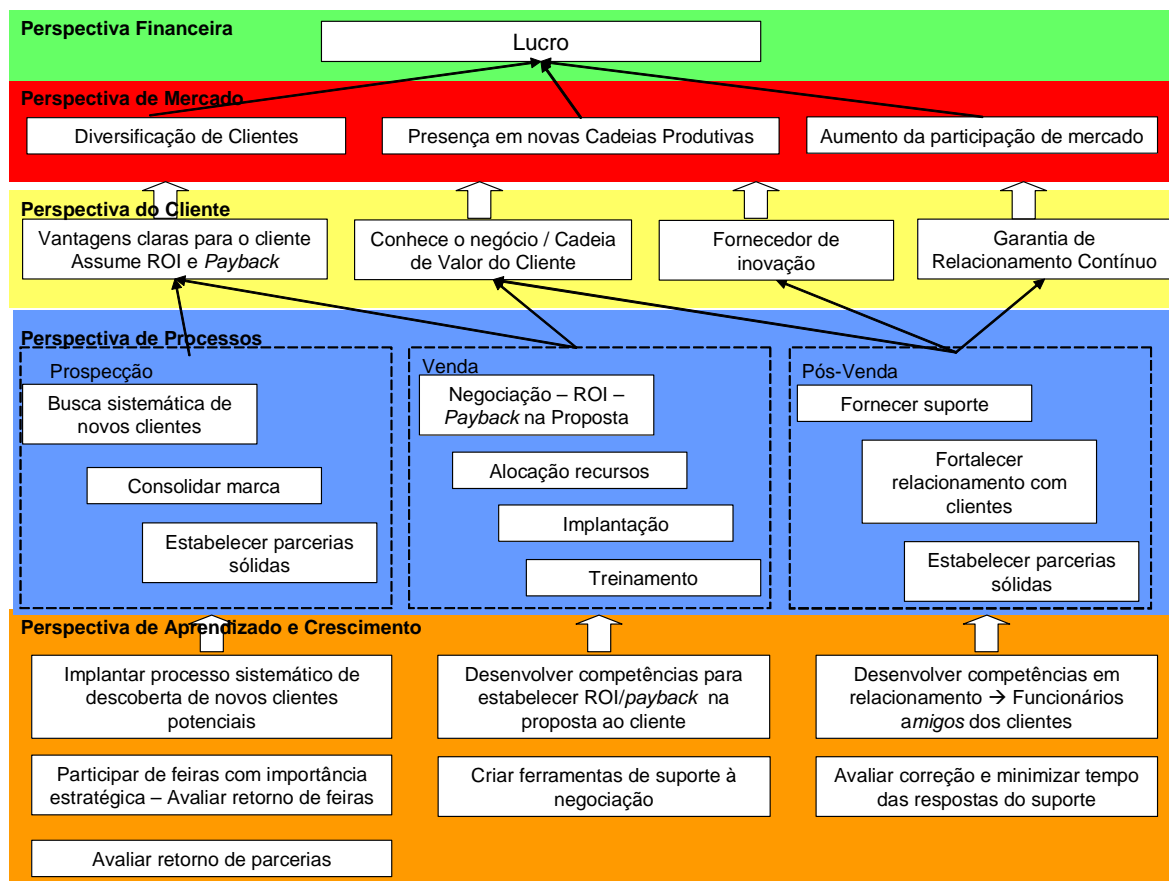 Perspectiva Financeira
Lucro
Perspectiva de Mercado
Diversificação de Clientes
Presença em novas Cadeias Produtivas
Aumento da participação de mercado
Perspectiva do Cliente
Vantagens claras para o cliente
Assume ROI e Payback
Conhece o negócio / Cadeia
de Valor do Cliente
Fornecedor de
inovação
Garantia de
Relacionamento Contínuo
Perspectiva de Processos
Prospecção
Busca sistemática de
novos clientes
Consolidar marca
Estabelecer parcerias
sólidas
Venda
Negociação – ROI –
Payback na Proposta
Alocação recursos
Implantação
Treinamento
Pós-Venda
Fornecer suporte
Fortalecer
relacionamento com
clientes
Estabelecer parcerias
sólidas
Perspectiva de Aprendizado e Crescimento
Implantar processo sistemático de
descoberta de novos clientes
potenciais
Participar de feiras com importância
estratégica – Avaliar retorno de feiras
Avaliar retorno de parcerias
Desenvolver competências para
estabelecer ROI/payback na
proposta ao cliente
Criar ferramentas de suporte à
negociação
Desenvolver competências em
relacionamento → Funcionários
amigos dos clientes
Avaliar correção e minimizar tempo
das respostas do suporte